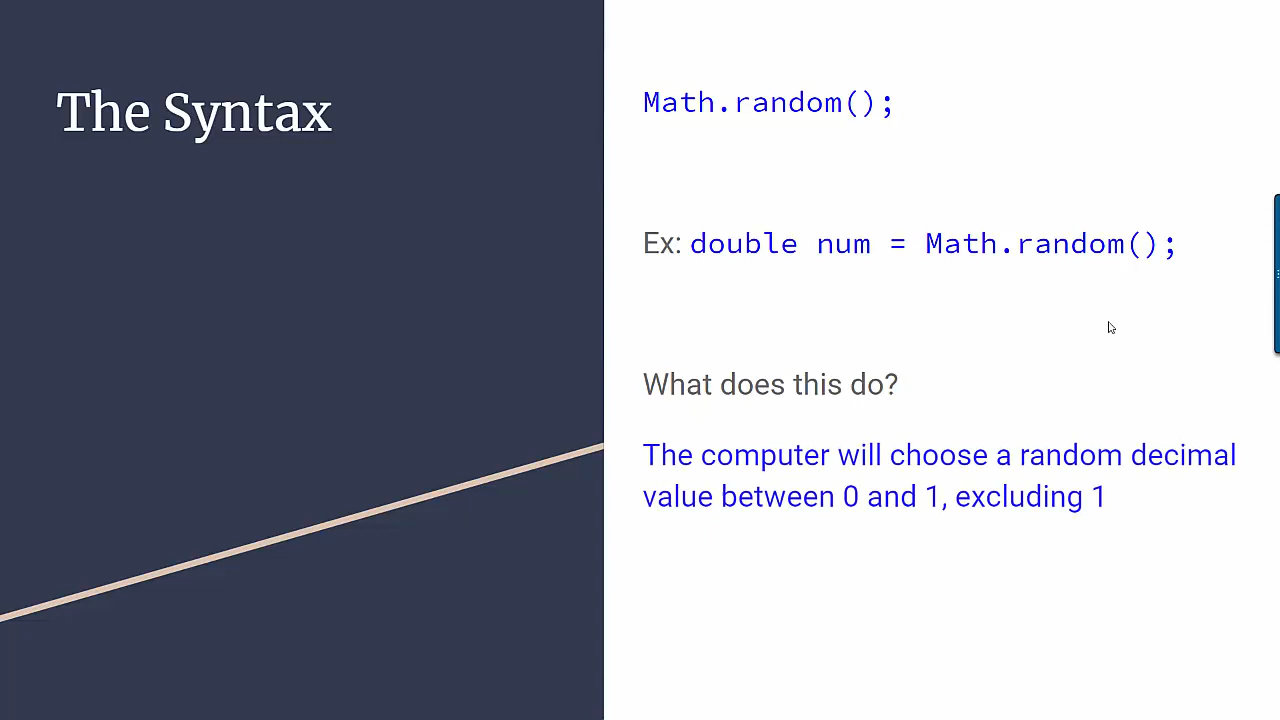 The Syntax
Math.random();
Ex: double num = Math.random();
What does this do?
The computer will choose a random decimal
value between 0 and 1, excluding 1